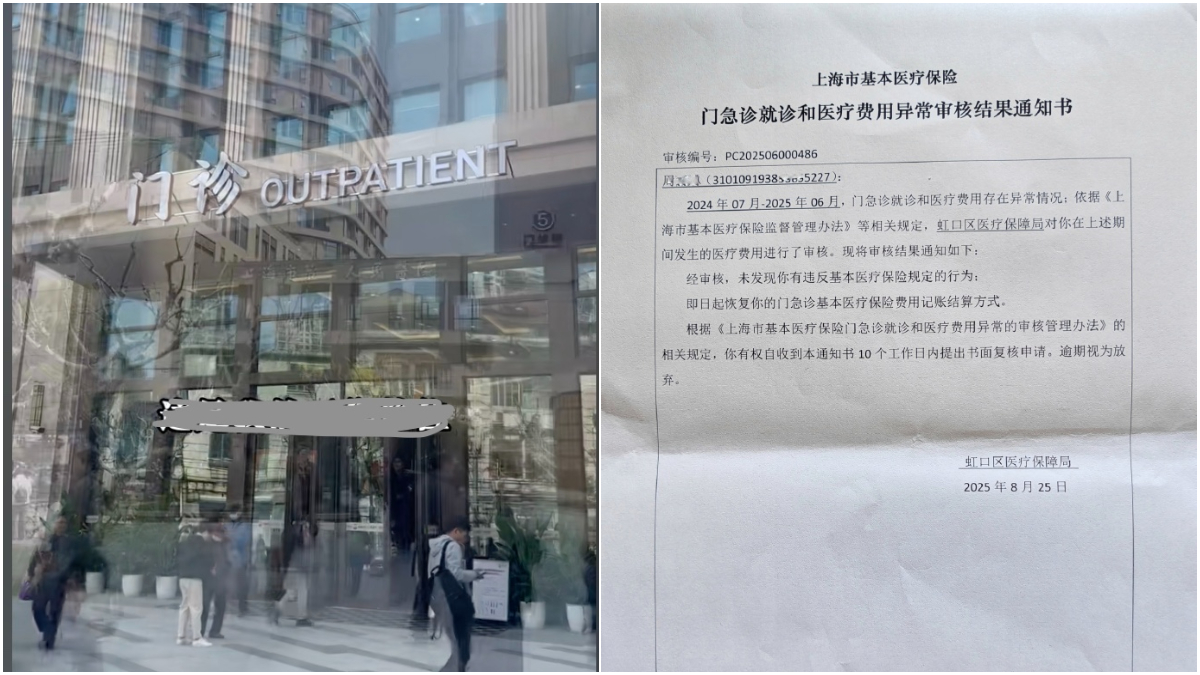 门诊 OUTPATIENT
5
上海市基本医疗保险
门急诊就诊和医疗费用异常审核结果通知书
审核编号：PC202506000486
2024 年 07 月-2025 年 06 月，门急诊就诊和医疗费用存在异常情况；依据《上
海市基本医疗保险监督管理办法》等相关规定，虹口区医疗保障局对你在上述期
间发生的医疗费用进行了审核。现将审核结果通知如下：
经审核，未发现你有违反基本医疗保险规定的行为；
即日起恢复你的门急诊基本医疗保险费用记账结算方式。
根据《上海市基本医疗保险门急诊就诊和医疗费用异常的审核管理办法》的
相关规定，你有权自收到本通知书 10 个工作日内提出书面复核申请。逾期视为放
弃。
虹口区医疗保障局
2025 年 8 月 25 日